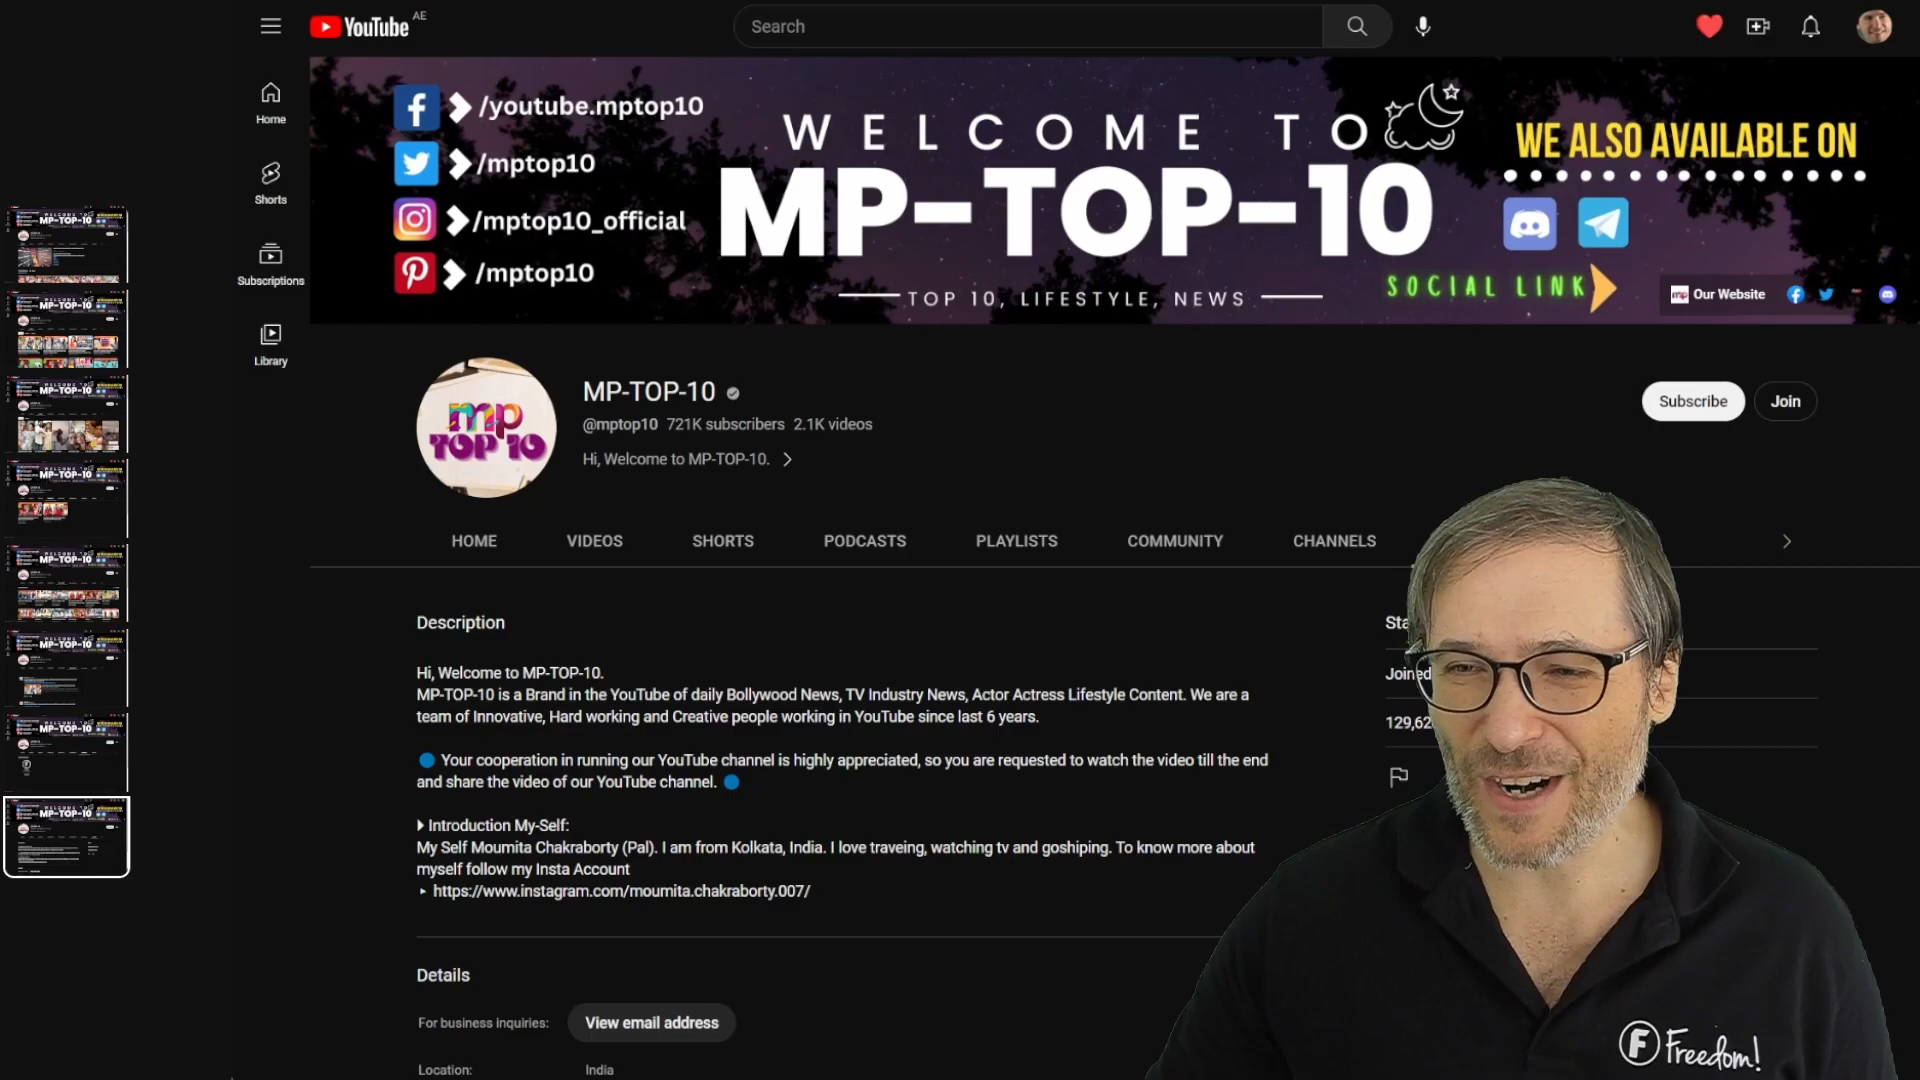 YouTube
AE
Search
Home
Shorts
Subscriptions
Library
/youtube.mptop10
/mptop10
/mptop10_official
/mptop10
WELCOME TO
MP-TOP-10
TOP 10, LIFESTYLE, NEWS
WE ALSO AVAILABLE ON
SOCIAL LINK
mp Our Website
mp
TOP 10
MP-TOP-10
@mptop10 721K subscribers 2.1K videos
Hi, Welcome to MP-TOP-10.
Subscribe
Join
HOME VIDEOS SHORTS PODCASTS PLAYLISTS COMMUNITY CHANNELS
Description
Hi, Welcome to MP-TOP-10.
MP-TOP-10 is a Brand in the YouTube of daily Bollywood News, TV Industry News, Actor Actress Lifestyle Content. We are a
team of Innovative, Hard working and Creative people working in YouTube since last 6 years.
Your cooperation in running our YouTube channel is highly appreciated, so you are requested to watch the video till the end
and share the video of our YouTube channel.
Introduction My-Self:
My Self Moumita Chakraborty (Pal). I am from Kolkata, India. I love traveing, watching tv and goshiping. To know more about
myself follow my Insta Account
https://www.instagram.com/moumita.chakraborty.007/
Sta
Joined
129,62
Details
For business inquiries: View email address
Location: India
F Freedom!